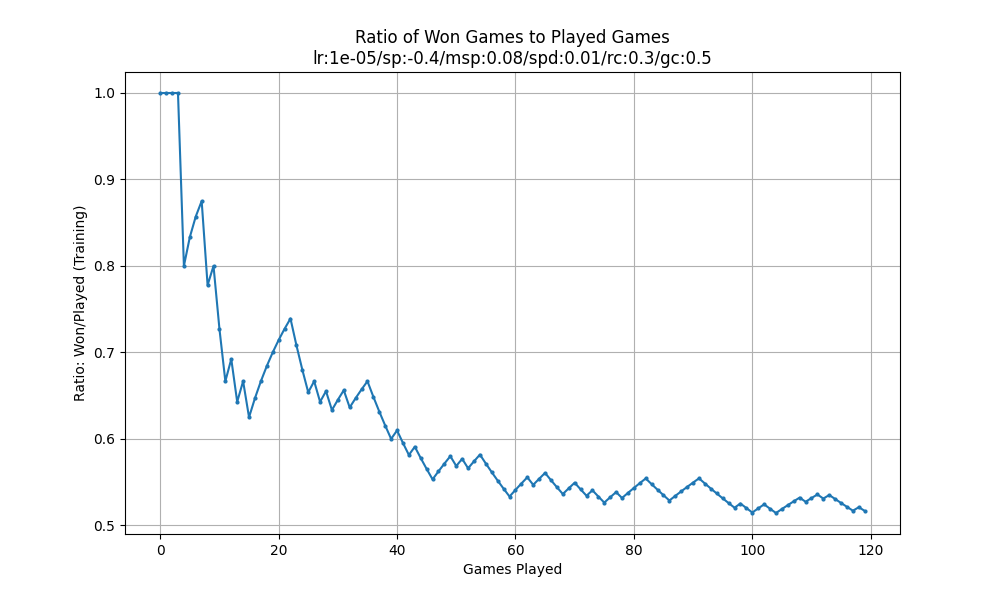 Ratio of Won Games to Played Games
lr:1e-05/sp:-0.4/msp:0.08/spd:0.01/rc:0.3/gc:0.5
Ratio: Won/Played (Training)
1.0
0.9
0.8
0.7
0.6
0.5
0 20 40 60 80 100 120
Games Played